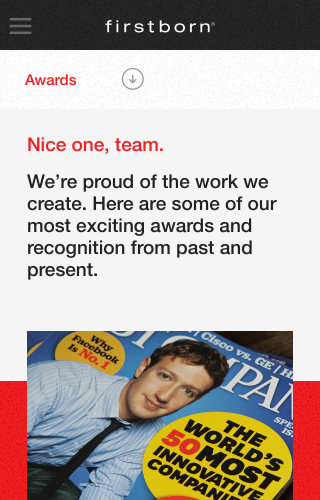 firstborn®
Awards
Nice one, team.
We're proud of the work we
create. Here are some of our
most exciting awards and
recognition from past and
present.
Cisco vs. GE
Why
Facebook
Is No. 1
PAN
THE
WORLD'S
50 MOST
INNOVATIVE
COMPANIES